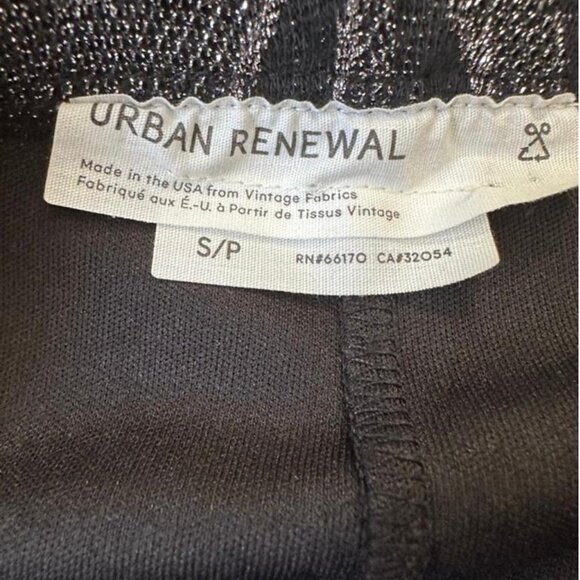 URBAN RENEWAL
Made in the USA from Vintage Fabrics
Fabriqué aux É.-U. à Partir de Tissus Vintage
S/P RN#66170 CA#32054